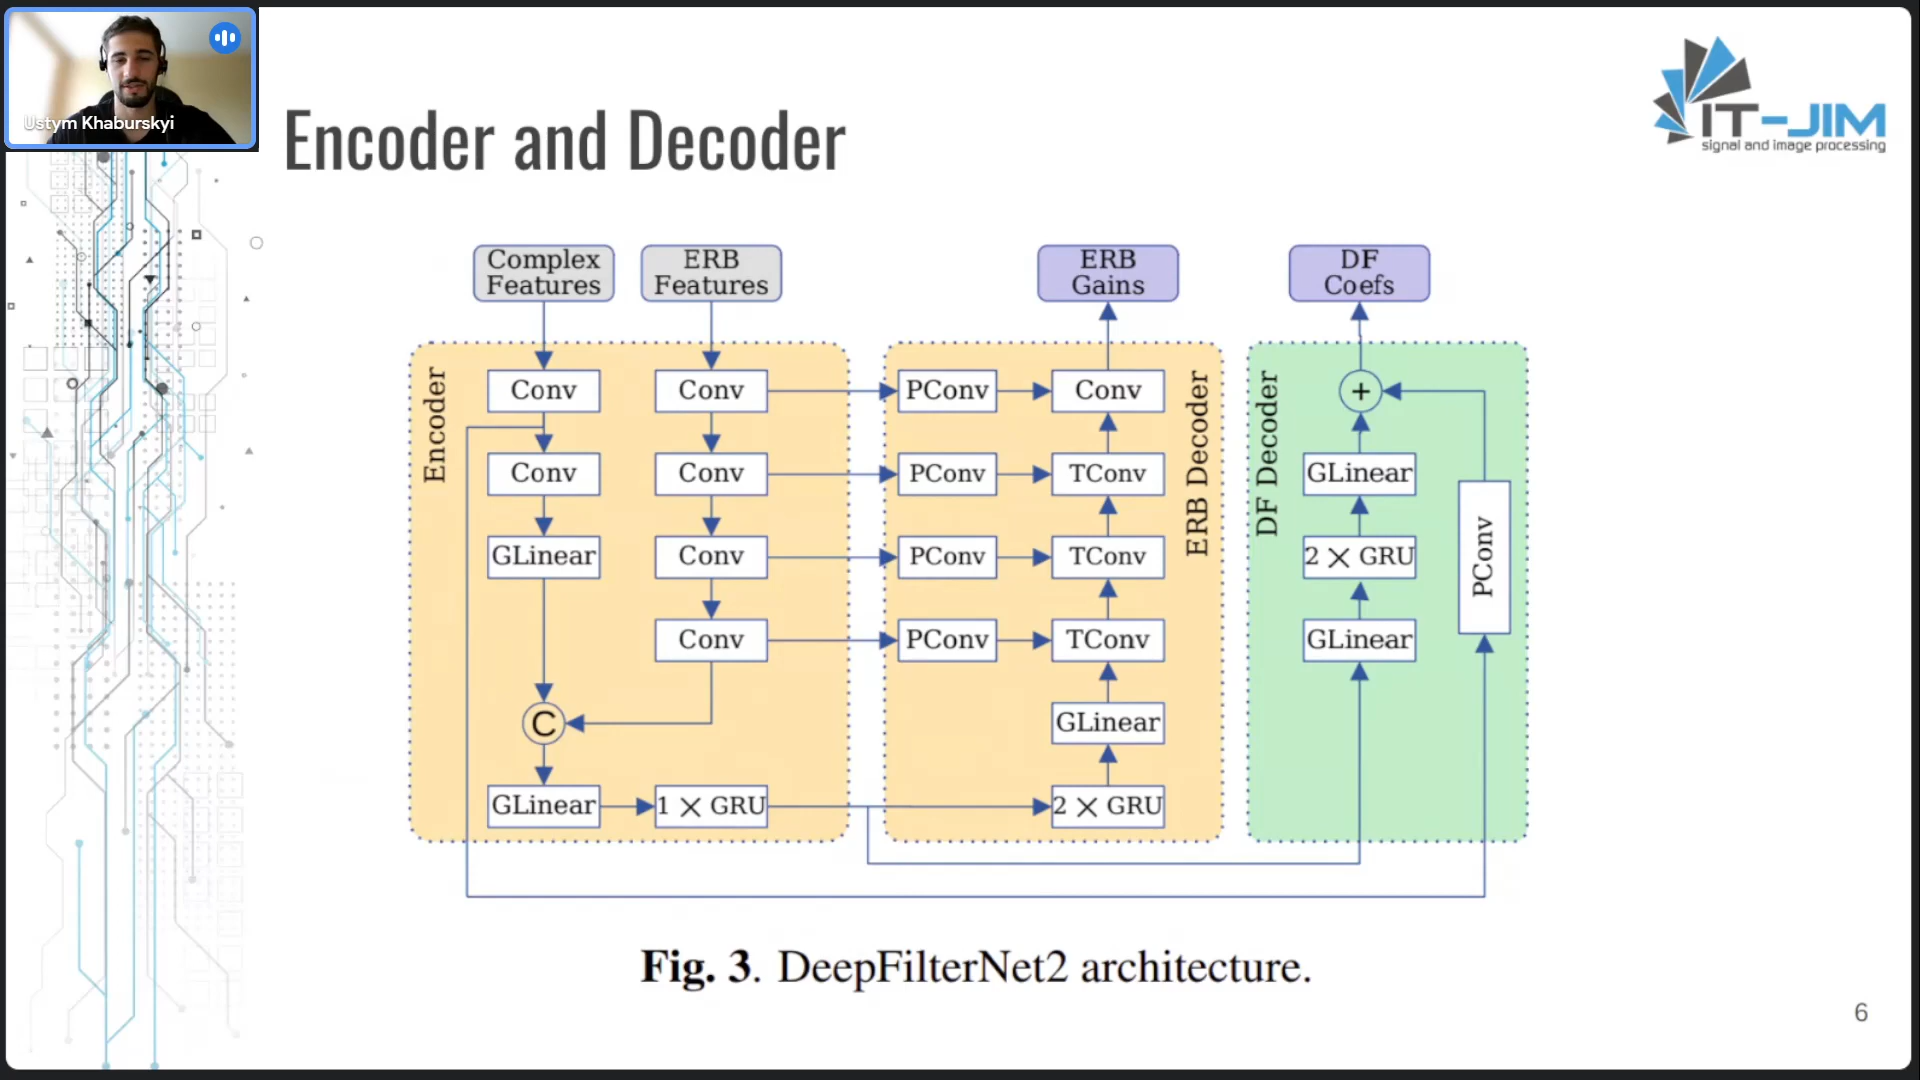 Ustym Khaburskyi
IT-JIM
signal and image processing
Encoder and Decoder
Complex
Features
ERB
Features
ERB
Gains
DF
Coefs
Encoder
Conv
Conv
GLinear
C
GLinear
Conv
Conv
Conv
Conv
1 × GRU
PConv
PConv
PConv
PConv
Conv
TConv
TConv
TConv
GLinear
2 × GRU
ERB Decoder
DF Decoder
+
GLinear
2 × GRU
GLinear
PConv
Fig. 3. DeepFilterNet2 architecture.
6